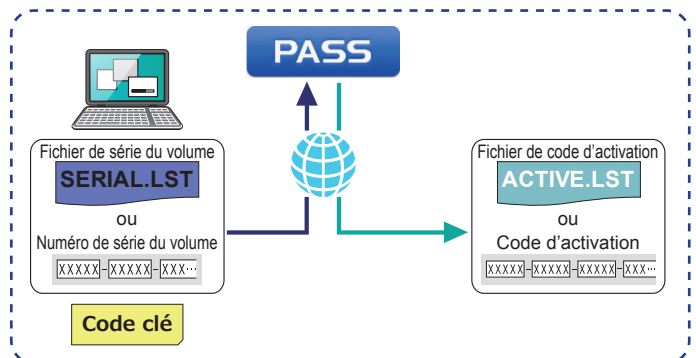 PASS
Fichier de série du volume
SERIAL.LST
ou
Numéro de série du volume
XXXXX-XXXXX-XXX...
Code clé
Fichier de code d'activation
ACTIVE.LST
ou
Code d'activation
XXXXX-XXXXX-XXXXX-XXX...